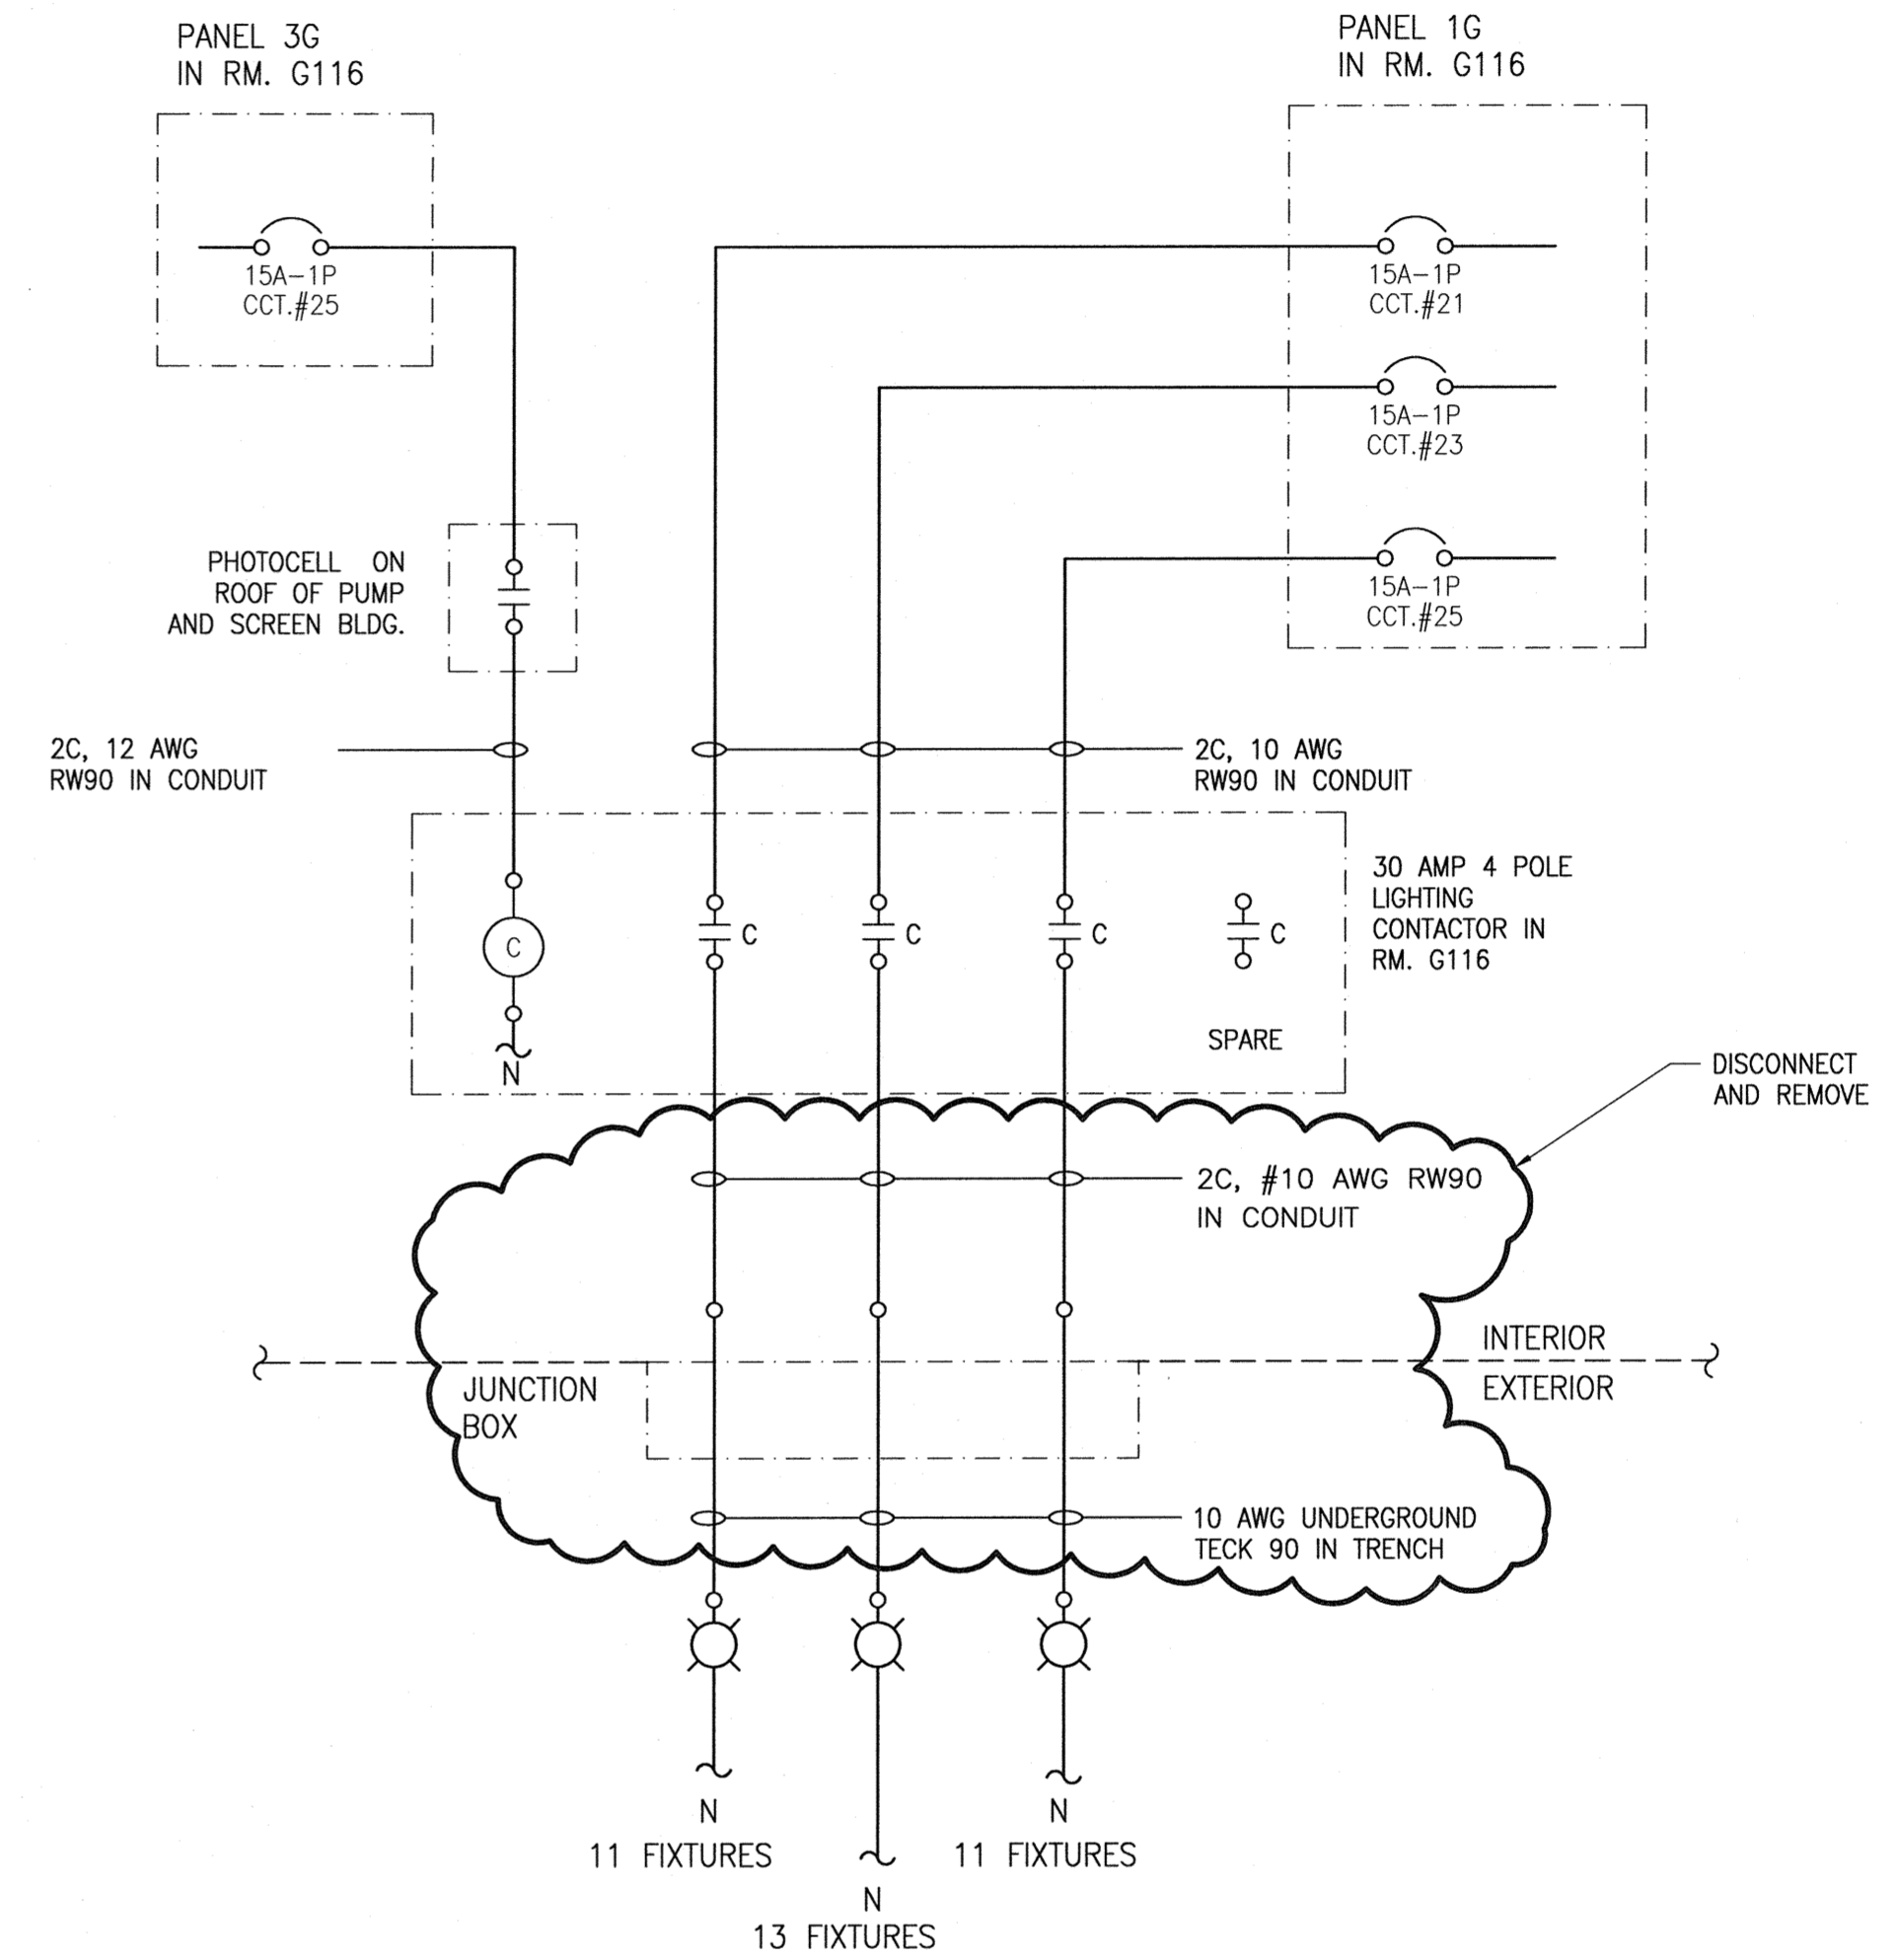 PANEL 3G
IN RM. G116
PANEL 1G
IN RM. G116
15A-1P
CCT.#25
15A-1P
CCT.#21
15A-1P
CCT.#23
15A-1P
CCT.#25
PHOTOCELL ON
ROOF OF PUMP
AND SCREEN BLDG.
2C, 12 AWG
RW90 IN CONDUIT
2C, 10 AWG
RW90 IN CONDUIT
30 AMP 4 POLE
LIGHTING
CONTACTOR IN
RM. G116
C
C
C
C
C
SPARE
N
DISCONNECT
AND REMOVE
2C, #10 AWG RW90
IN CONDUIT
INTERIOR
EXTERIOR
JUNCTION
BOX
10 AWG UNDERGROUND
TECK 90 IN TRENCH
N
11 FIXTURES
N
11 FIXTURES
N
13 FIXTURES